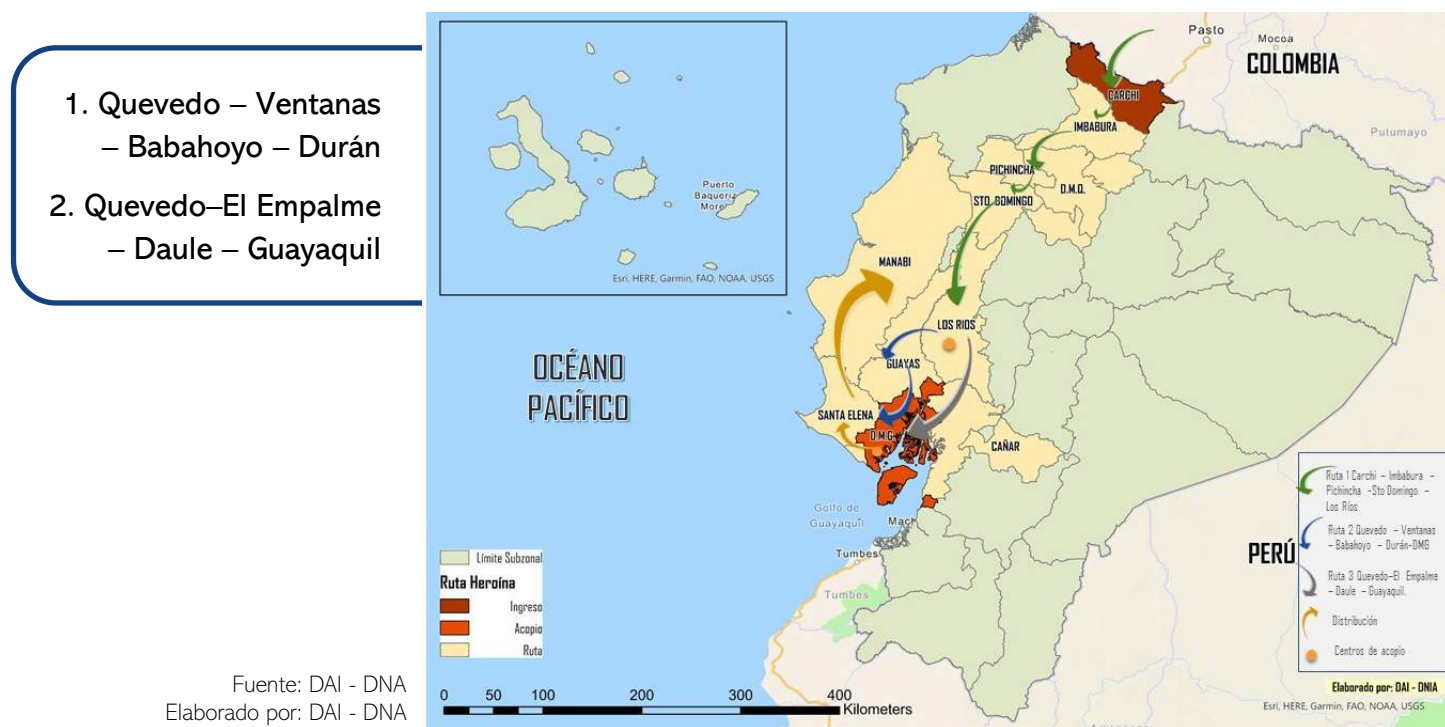 1. Quevedo – Ventanas
– Babahoyo – Durán
2. Quevedo–El Empalme
– Daule – Guayaquil
Fuente: DAI - DNA
Elaborado por: DAI - DNA
Puerto
Baqueriz
More
Esri, HERE, Garmin, FAO, NOAA, USGS
Pasto
Mocoa
COLOMBIA
CARCHI
Putumayo
IMBABURA
PICHINCHA
D.M.Q.
STO. DOMINGO
MANABI
LOS RIOS
GUAYAS
OCÉANO
PACÍFICO
SANTA ELENA
D.M.G.
CAÑAR
Golfo de
Guayaquil
Mach
Tumbes
Tumbes
PERÚ
Límite Subzonal
Ruta Heroína
Ingreso
Acopio
Ruta
0 50 100 200 300 400
Kilometers
Ruta 1 Carchi – Imbabura –
Pichincha -Sto Domingo –
Los Ríos
Ruta 2 Quevedo – Ventanas
– Babahoyo – Durán-DMG
Ruta 3 Quevedo–El Empalme
– Daule – Guayaquil.
Distribución
Centros de acopio
Elaborado por: DAI - DNIA
Esri, HERE, Garmin, FAO, NOAA, USGS